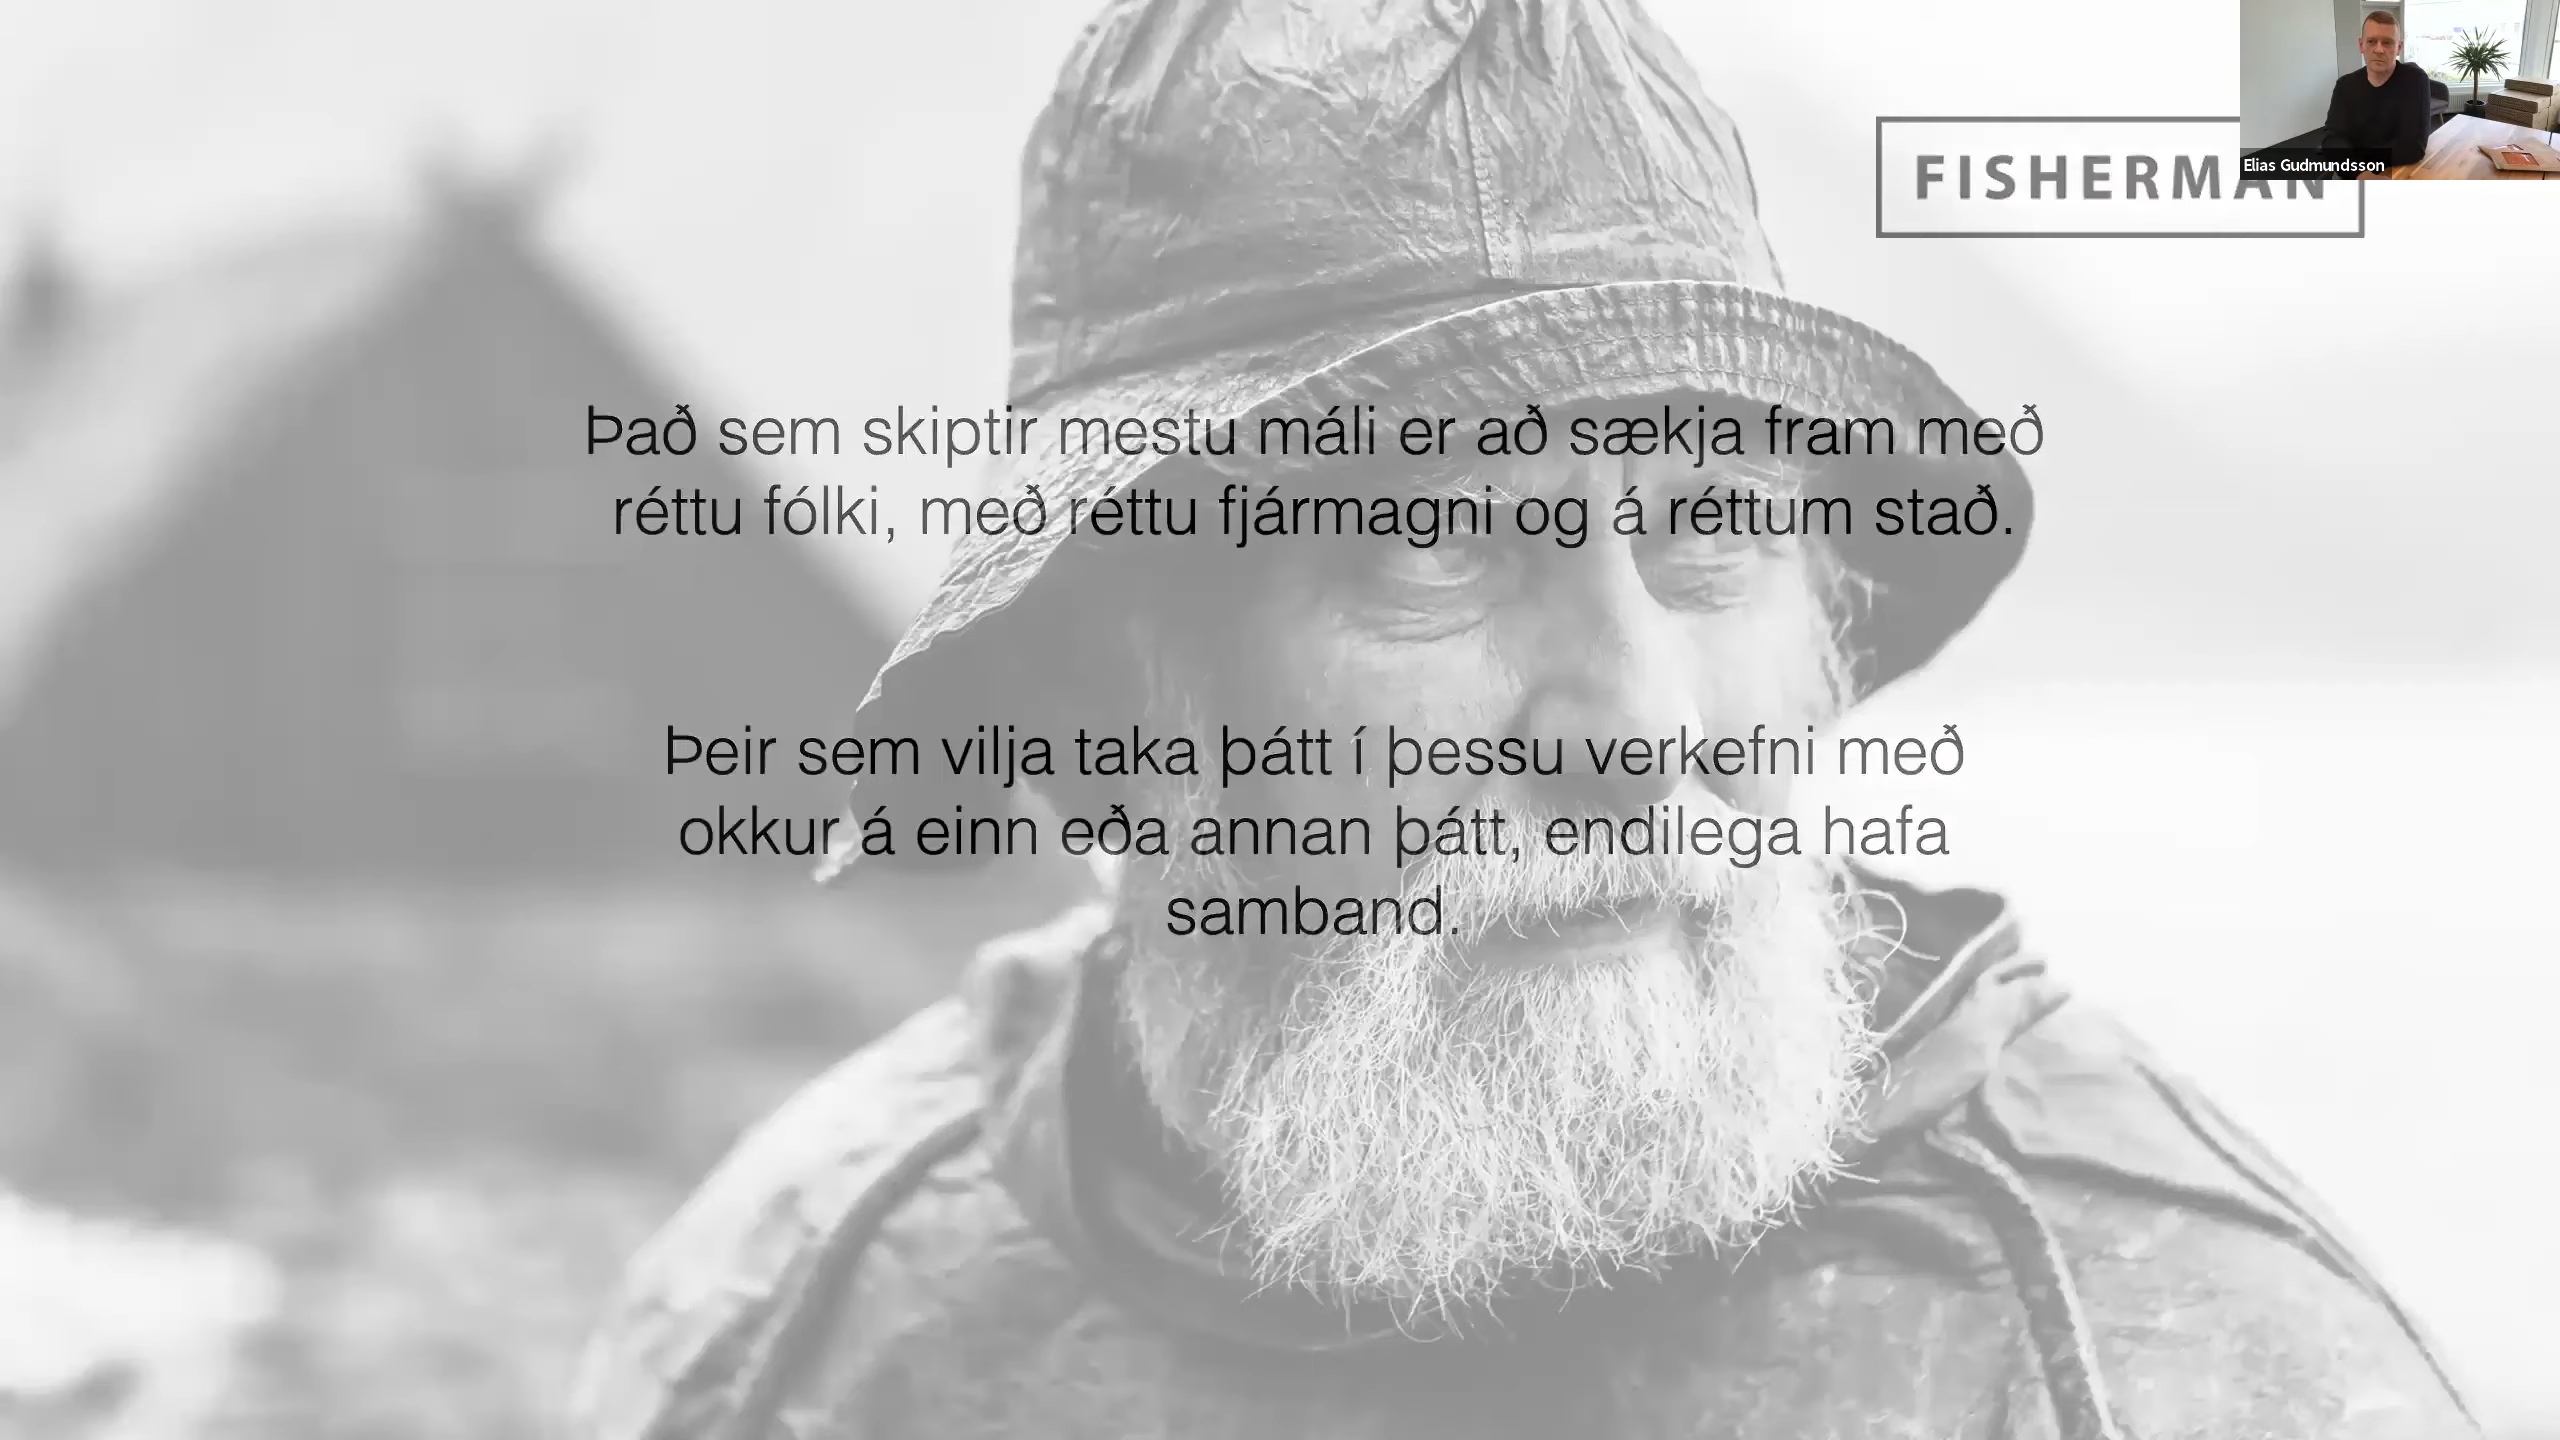 FISHERMAN
Elias Gudmundsson
Það sem skiptir mestu máli er að sækja fram með
réttu fólki, með réttu fjármagni og á réttum stað.
Þeir sem vilja taka þátt í þessu verkefni með
okkur á einn eða annan þátt, endilega hafa
samband.